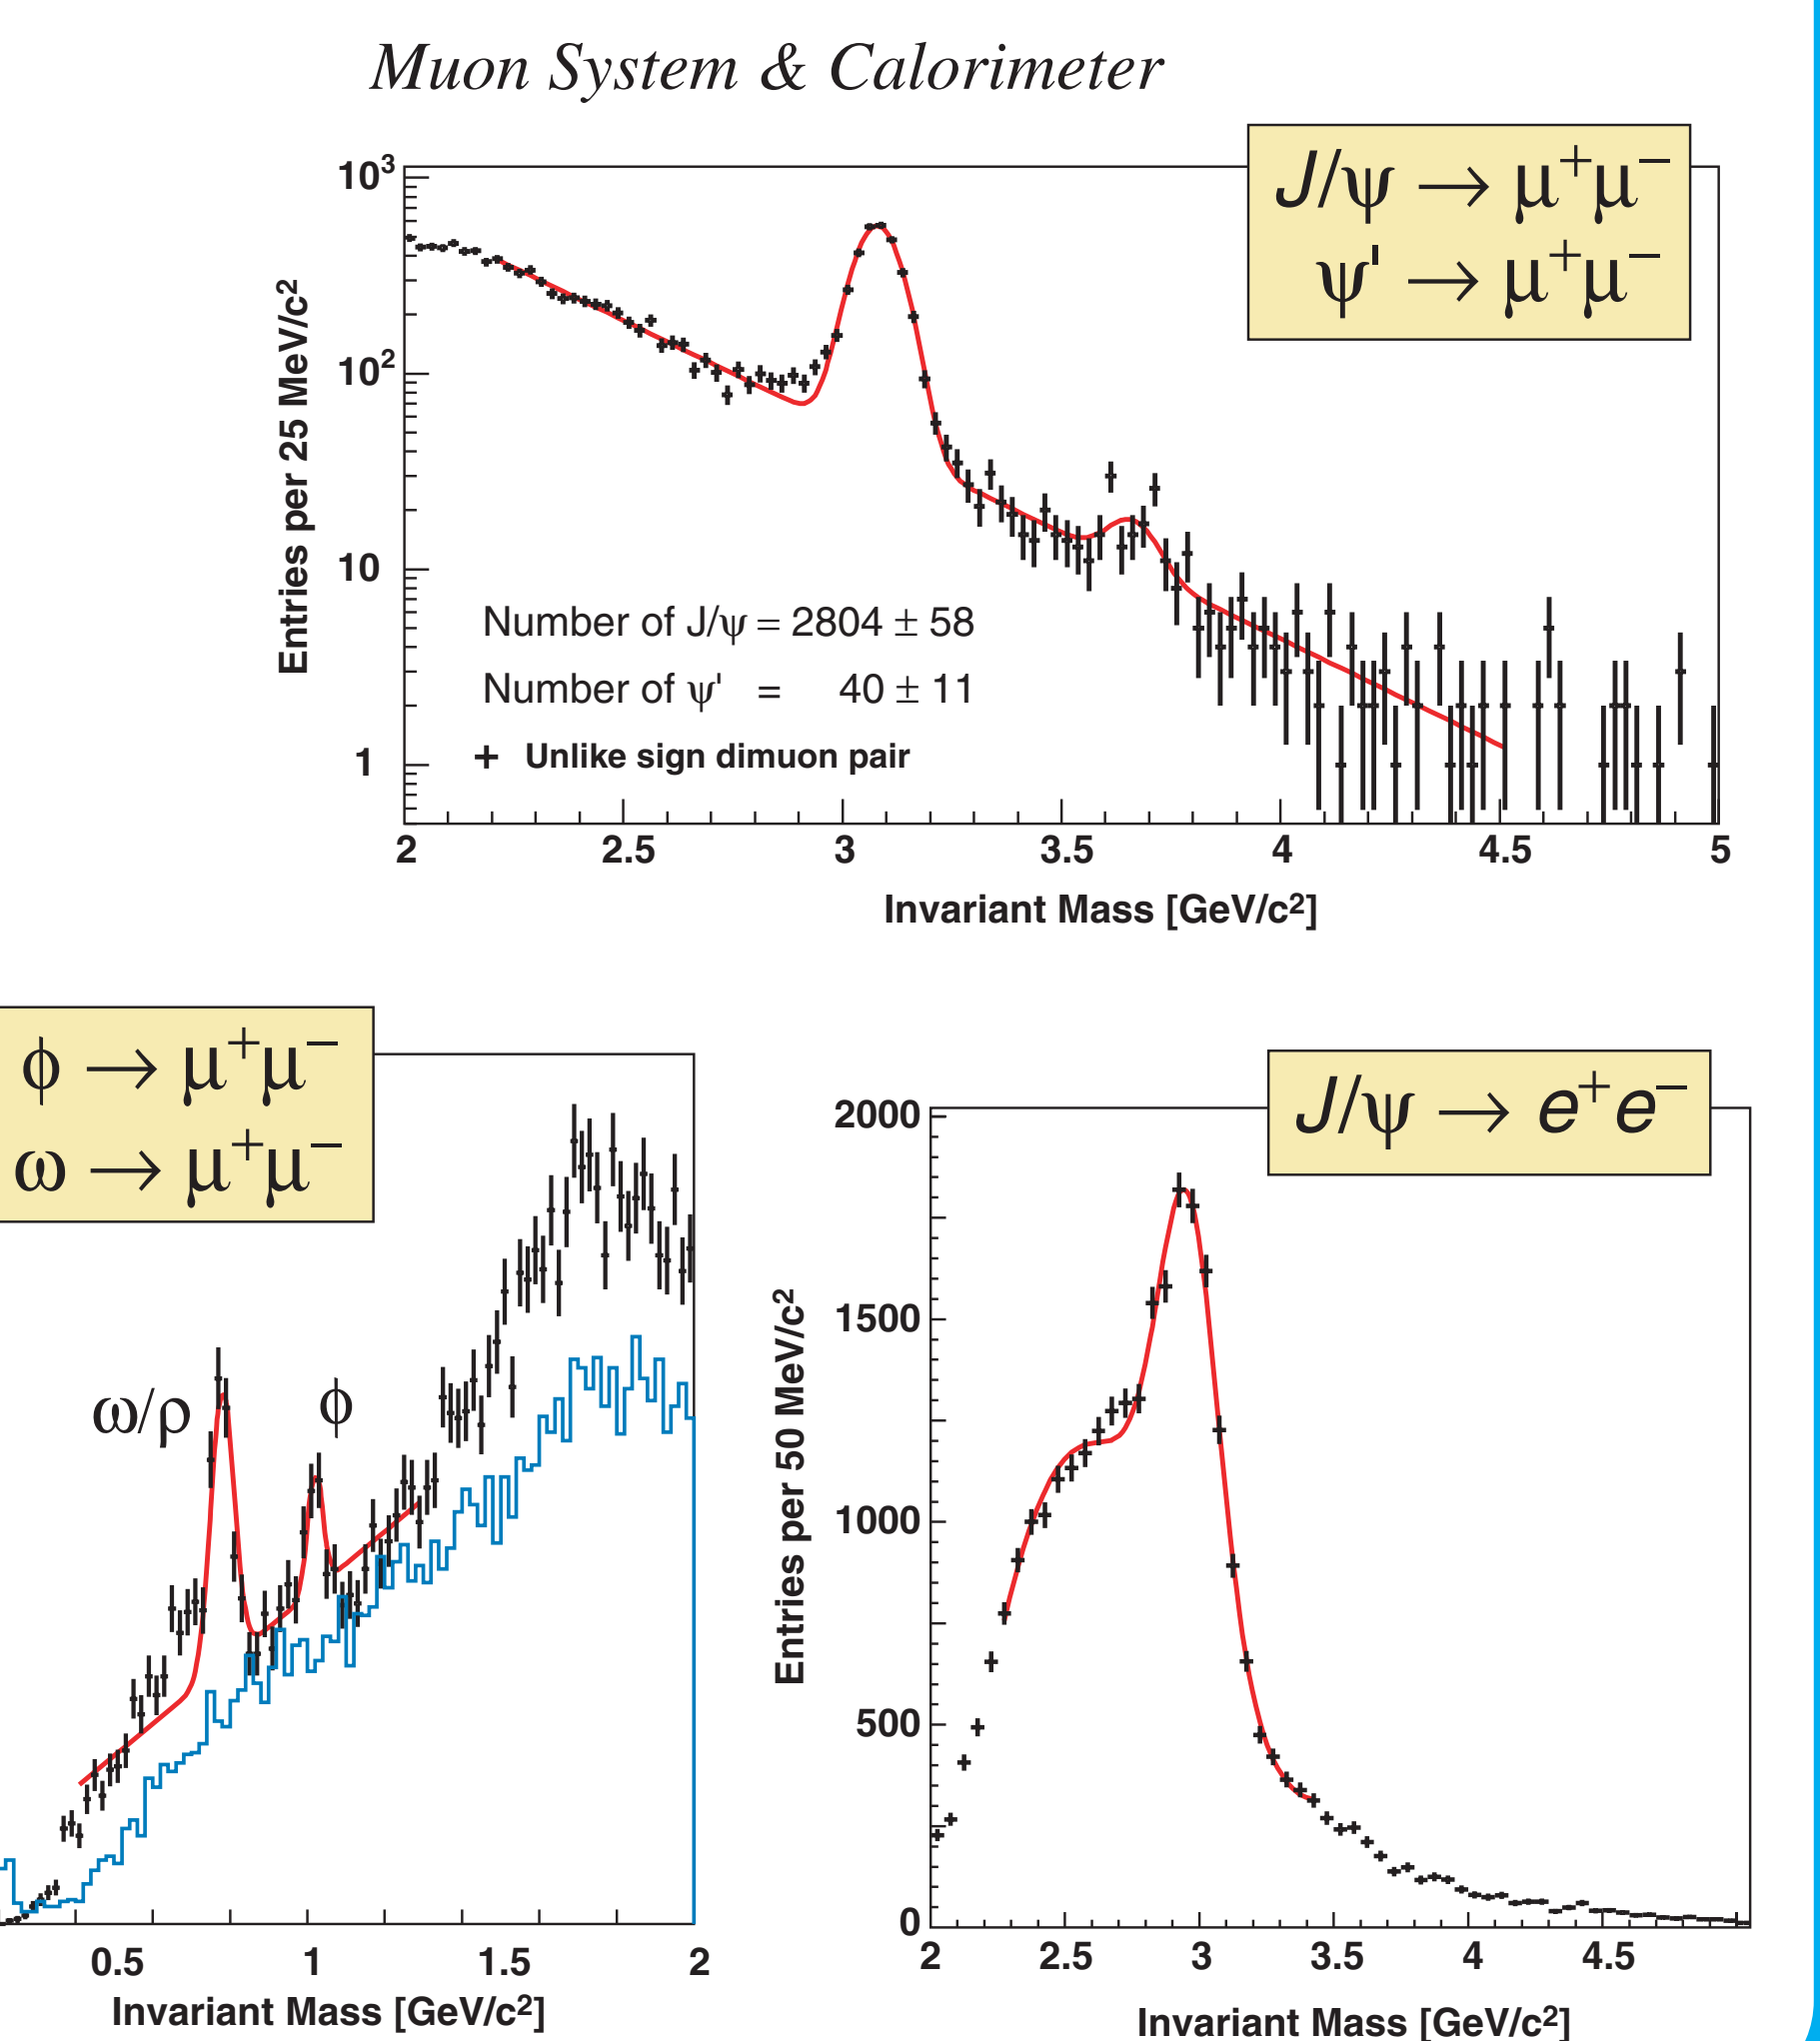 Muon System & Calorimeter
J/ψ → μ⁺μ⁻
ψ' → μ⁺μ⁻
10³
10²
10
1
Entries per 25 MeV/c²
Number of J/ψ = 2804 ± 58
Number of ψ' = 40 ± 11
+ Unlike sign dimuon pair
2 2.5 3 3.5 4 4.5 5
Invariant Mass [GeV/c²]
ϕ → μ⁺μ⁻
ω → μ⁺μ⁻
ω/ρ
ϕ
0.5 1 1.5 2
Invariant Mass [GeV/c²]
J/ψ → e⁺e⁻
2000
1500
1000
500
0
Entries per 50 MeV/c²
2 2.5 3 3.5 4 4.5
Invariant Mass [GeV/c²]